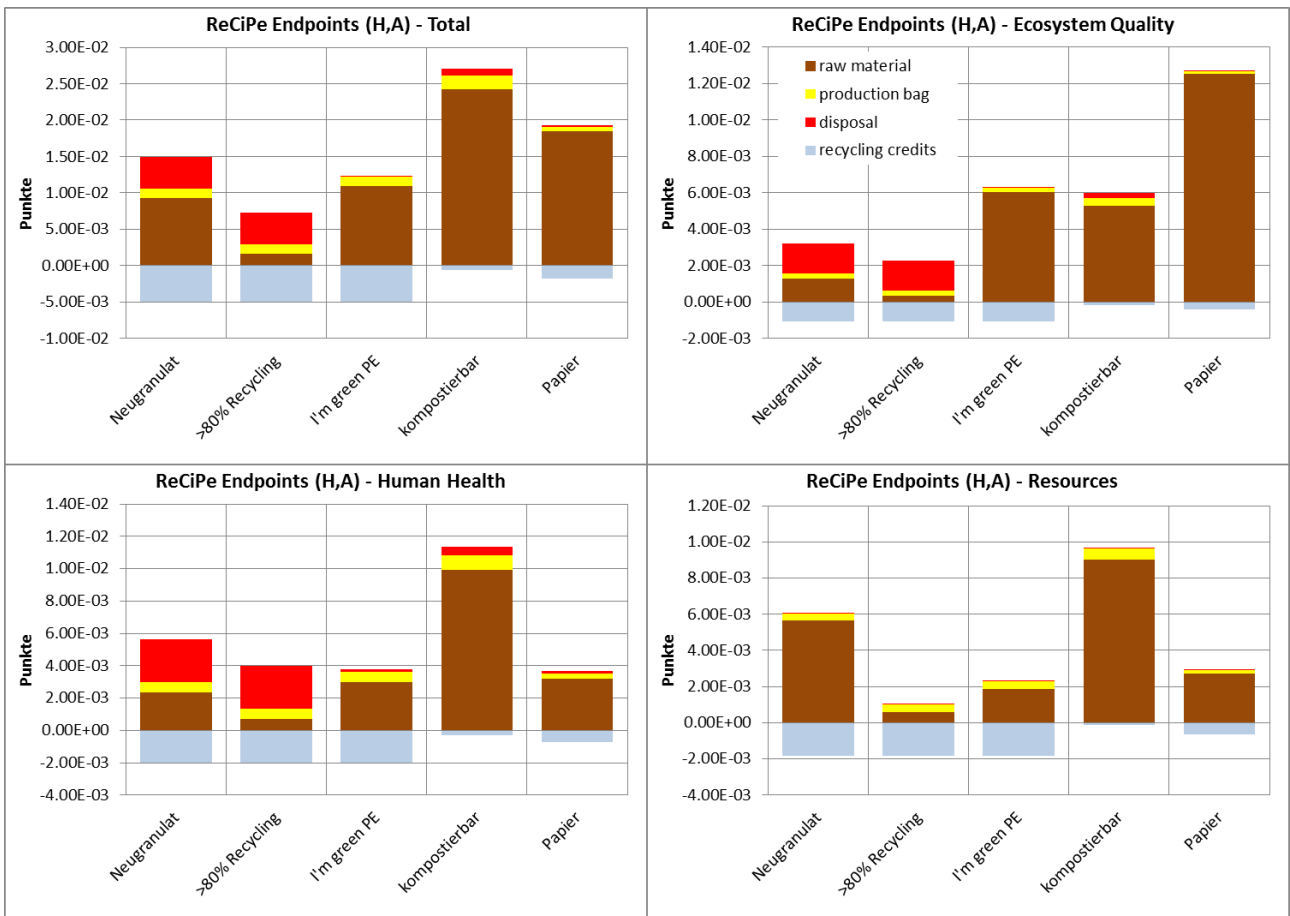 ReCiPe Endpoints (H,A) - Total
3.00E-02
2.50E-02
2.00E-02
1.50E-02
1.00E-02
5.00E-03
0.00E+00
-5.00E-03
-1.00E-02
Punkte
Neugranulat
>80% Recycling
I'm green PE
kompostierbar
Papier
ReCiPe Endpoints (H,A) - Ecosystem Quality
1.40E-02
1.20E-02
1.00E-02
8.00E-03
6.00E-03
4.00E-03
2.00E-03
0.00E+00
-2.00E-03
Punkte
raw material
production bag
disposal
recycling credits
Neugranulat
>80% Recycling
I'm green PE
kompostierbar
Papier
ReCiPe Endpoints (H,A) - Human Health
1.40E-02
1.20E-02
1.00E-02
8.00E-03
6.00E-03
4.00E-03
2.00E-03
0.00E+00
-2.00E-03
-4.00E-03
Punkte
Neugranulat
>80% Recycling
I'm green PE
kompostierbar
Papier
ReCiPe Endpoints (H,A) - Resources
1.20E-02
1.00E-02
8.00E-03
6.00E-03
4.00E-03
2.00E-03
0.00E+00
-2.00E-03
-4.00E-03
Punkte
Neugranulat
>80% Recycling
I'm green PE
kompostierbar
Papier